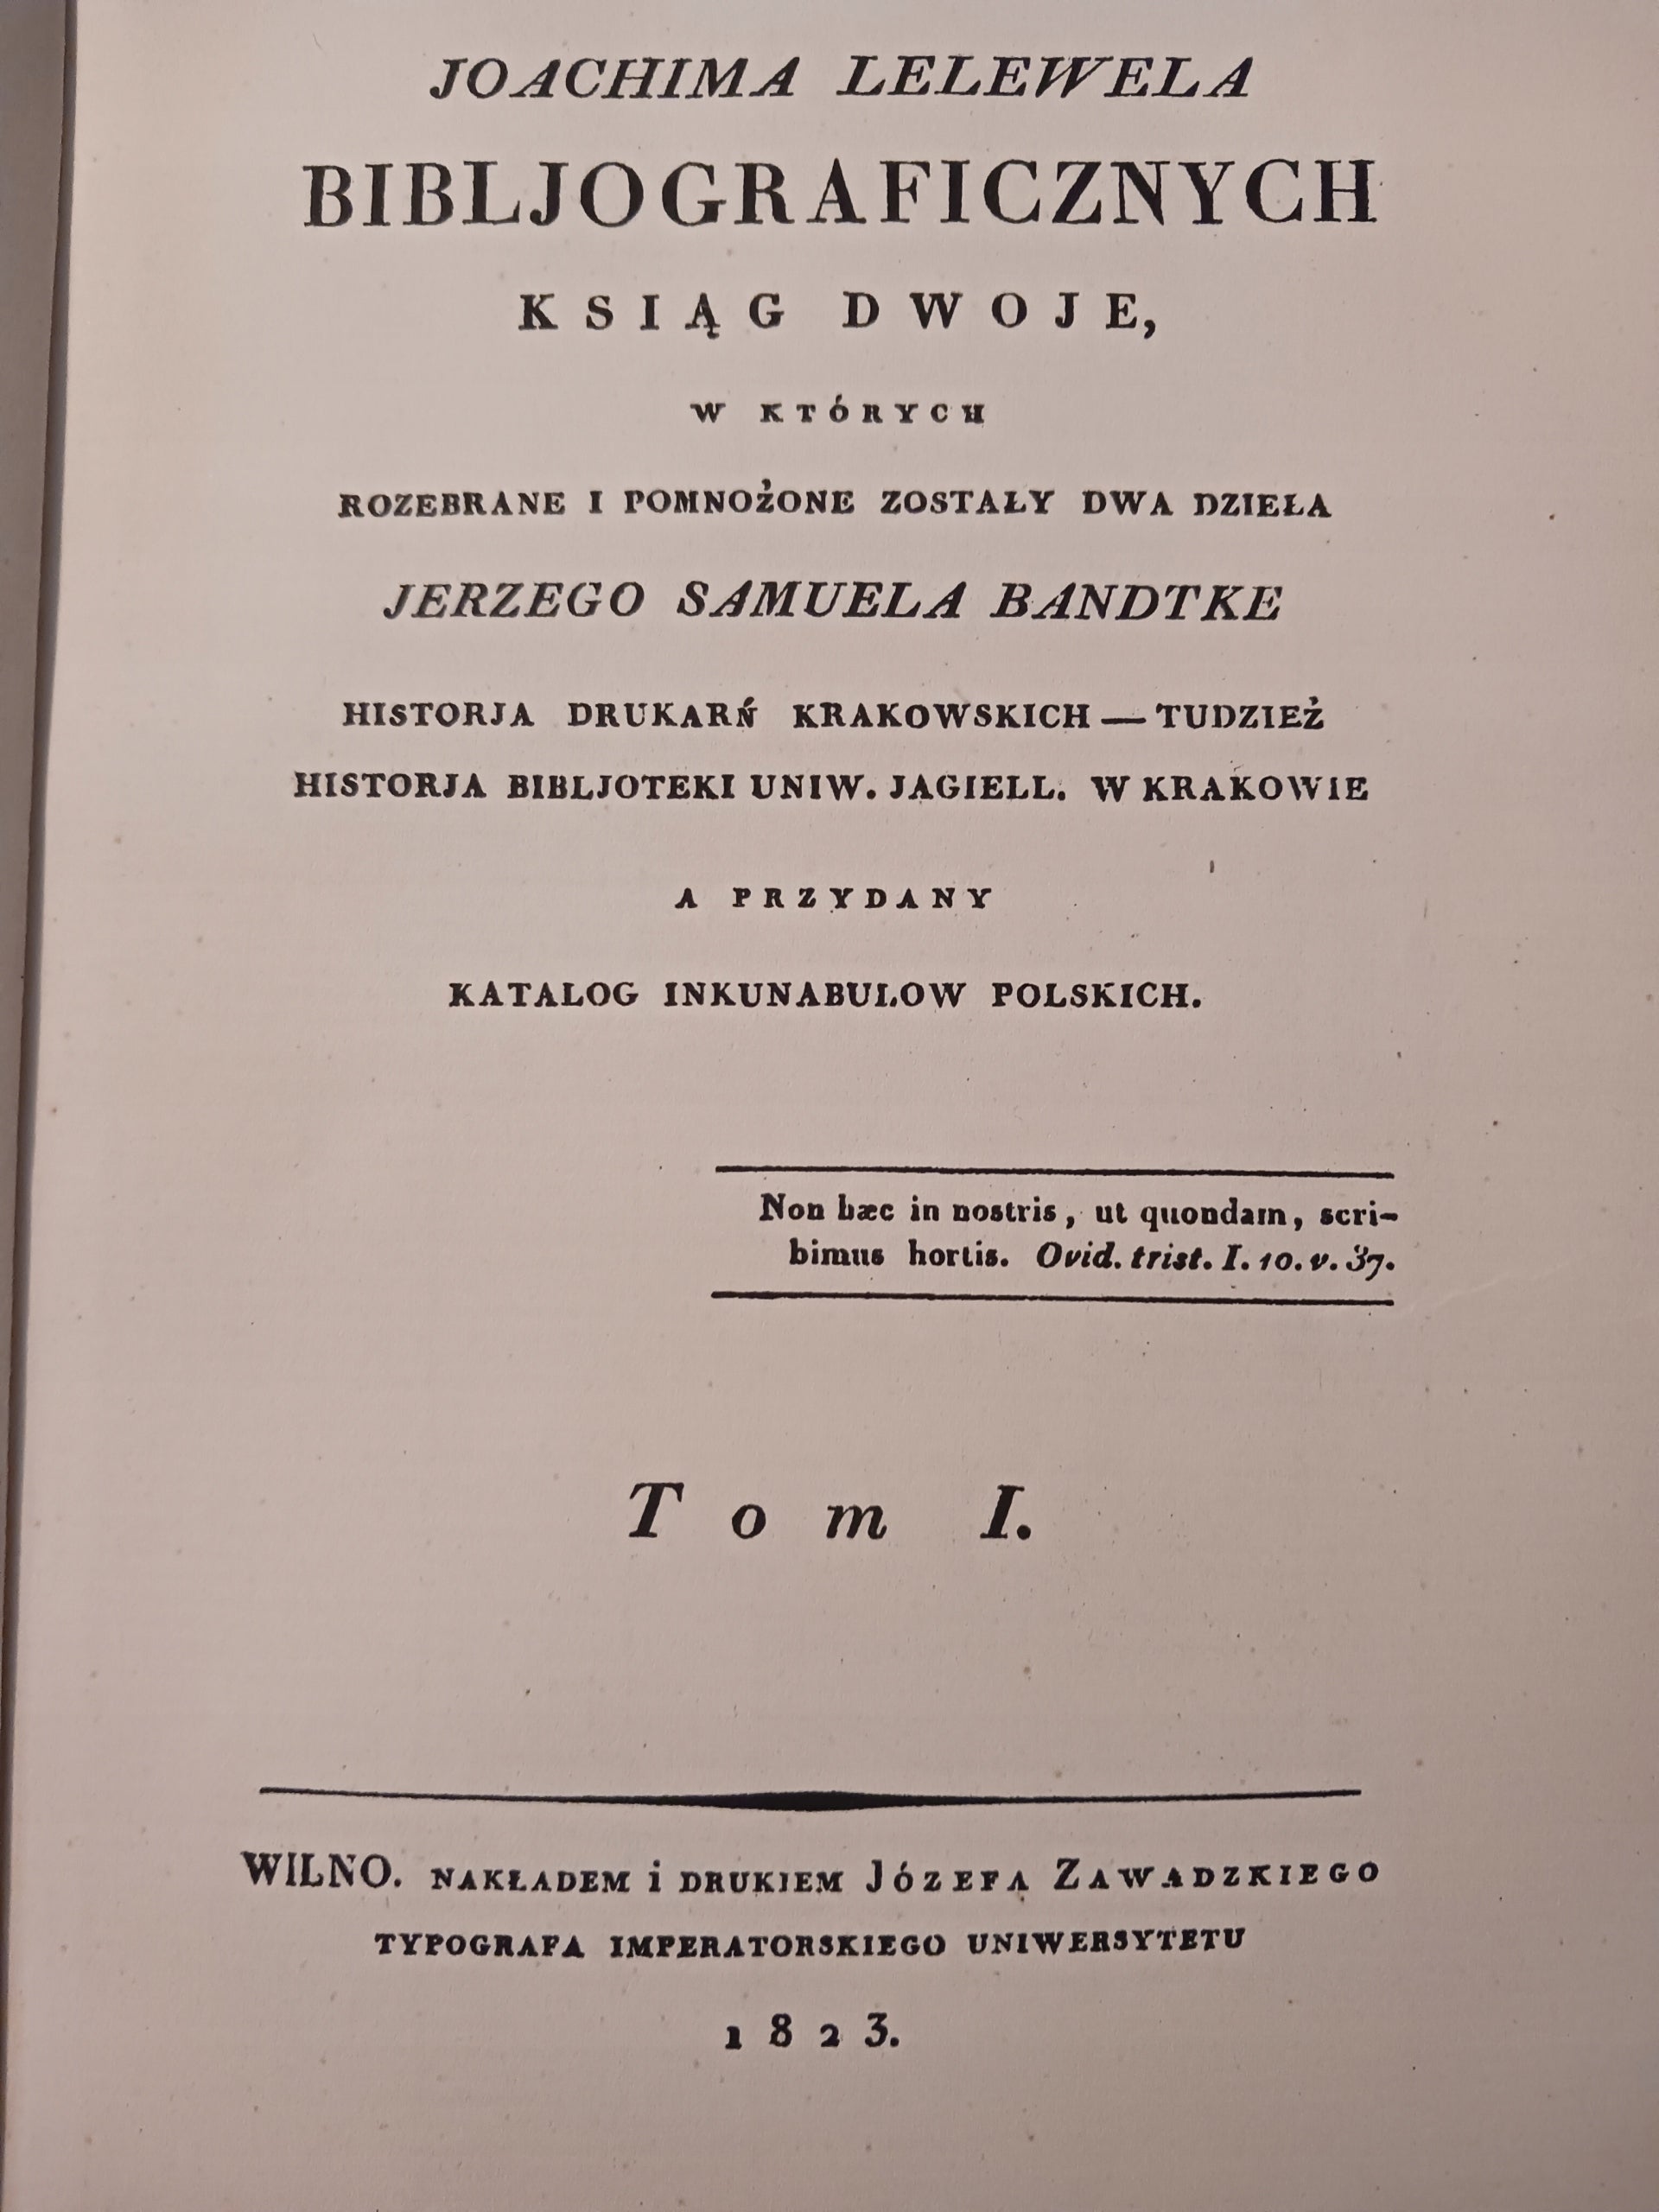 JOACHIMA LELEWELA
BIBLJOGRAFICZNYCH
KSIĄG DWOJE,
W KTÓRYCH
ROZEBRANE I POMNOŻONE ZOSTAŁY DWA DZIEŁA
JERZEGO SAMUELA BANDTKE
HISTORJA DRUKARŃ KRAKOWSKICH — TUDZIEŻ
HISTORJA BIBLJOTEKI UNIW. JAGIELL. W KRAKOWIE
A PRZYDANY
KATALOG INKUNABULOW POLSKICH.
Non hæc in nostris, ut quondam, scri-
bimus hortis. Ovid. trist. I. 10. v. 37.
Tom I.
WILNO. NAKŁADEM i DRUKIEM JÓZEFA ZAWADZKIEGO
TYPOGRAFA IMPERATORSKIEGO UNIWERSYTETU
1823.